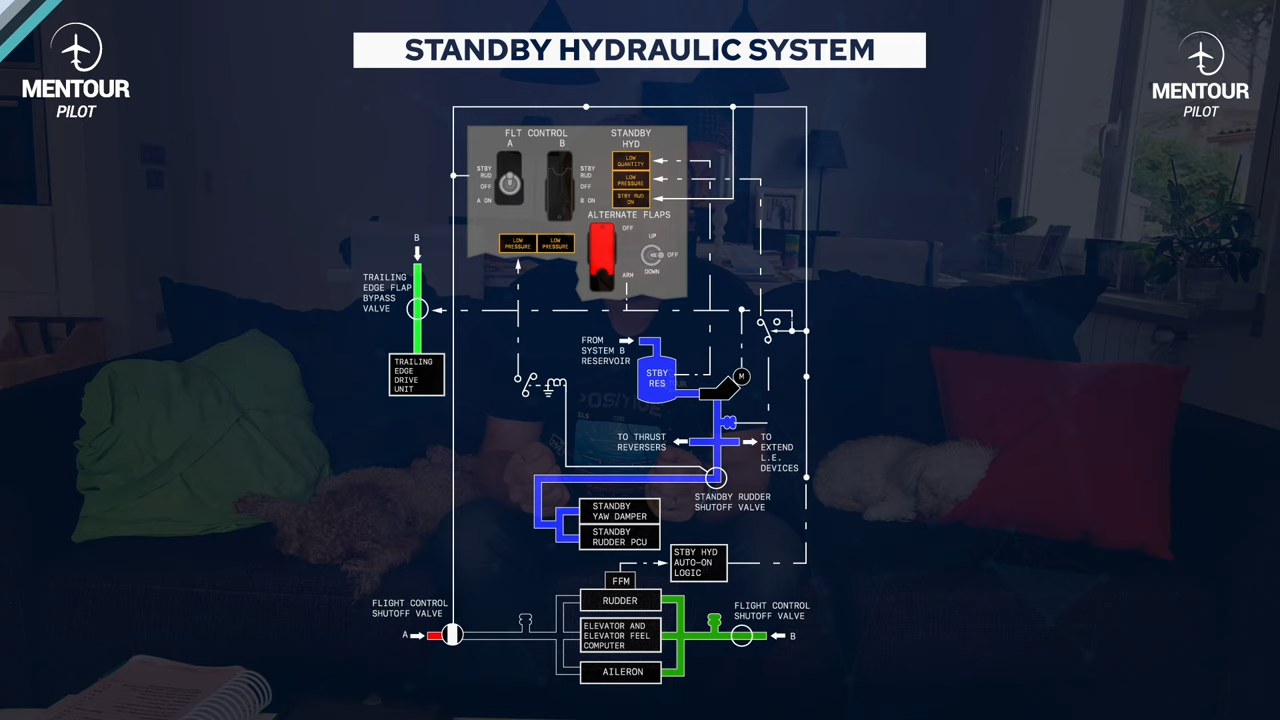 STANDBY HYDRAULIC SYSTEM
MENTOUR
PILOT
MENTOUR
PILOT
FLT CONTROL
A B
STANDBY
HYD
STBY
RUD
OFF
A ON
STBY
RUD
OFF
B ON
LOW
QUANTITY
LOW
PRESSURE
STBY RUD
ON
ALTERNATE FLAPS
OFF
ARM
UP
OFF
DOWN
LOW
PRESSURE
LOW
PRESSURE
B
TRAILING
EDGE FLAP
BYPASS
VALVE
TRAILING
EDGE
DRIVE
UNIT
FROM
SYSTEM B
RESERVOIR
STBY
RES
M
TO THRUST
REVERSERS
TO
EXTEND
L.E.
DEVICES
STANDBY RUDDER
SHUTOFF VALVE
STANDBY
YAW DAMPER
STANDBY
RUDDER PCU
STBY HYD
AUTO-ON
LOGIC
FFM
RUDDER
ELEVATOR AND
ELEVATOR FEEL
COMPUTER
AILERON
FLIGHT CONTROL
SHUTOFF VALVE
A
FLIGHT CONTROL
SHUTOFF VALVE
B
POSITIVE